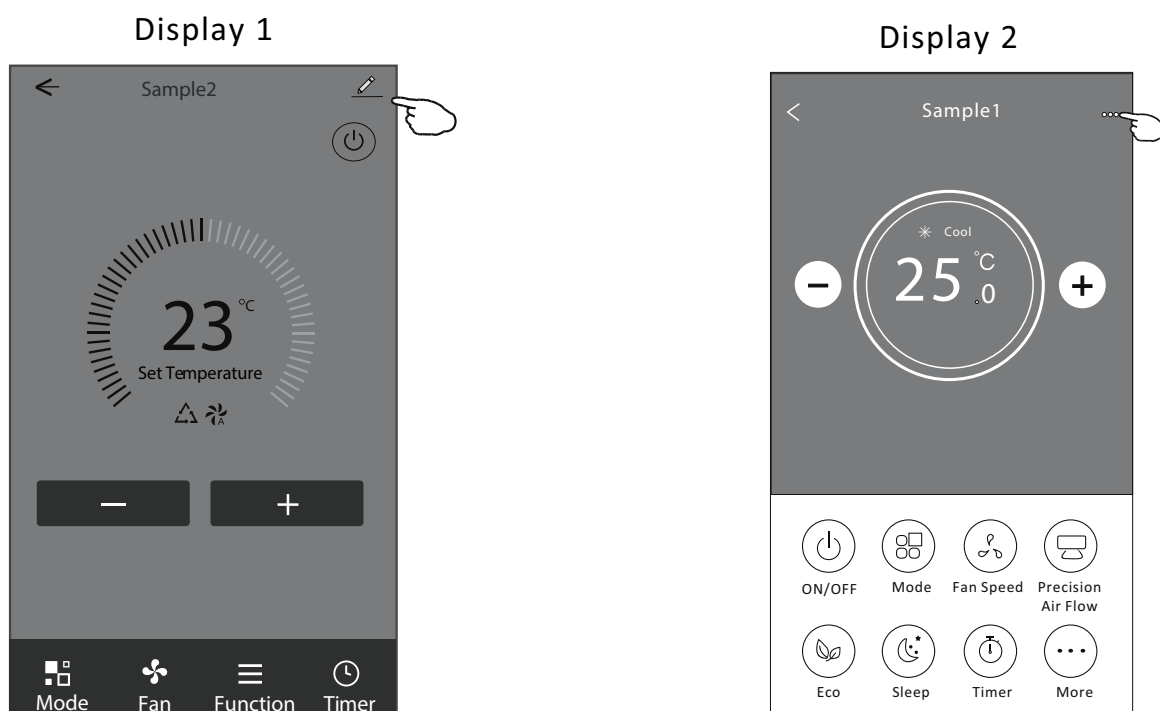 Display 1
Sample2
23 °C
Set Temperature
A
Mode Fan Function Timer
Display 2
Sample1
Cool
25.0 °C
ON/OFF Mode Fan Speed Precision
Air Flow
Eco Sleep Timer More